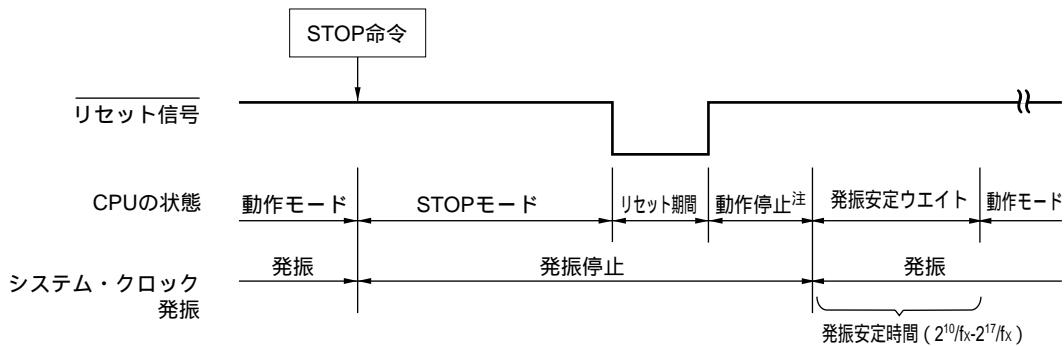 STOP命令
リセット信号
CPUの状態
動作モード
STOPモード
リセット期間
動作停止注
発振安定ウエイト
動作モード
システム・クロック
発振
発振
発振停止
発振
発振安定時間（2¹⁰/fx-2¹⁷/fx）